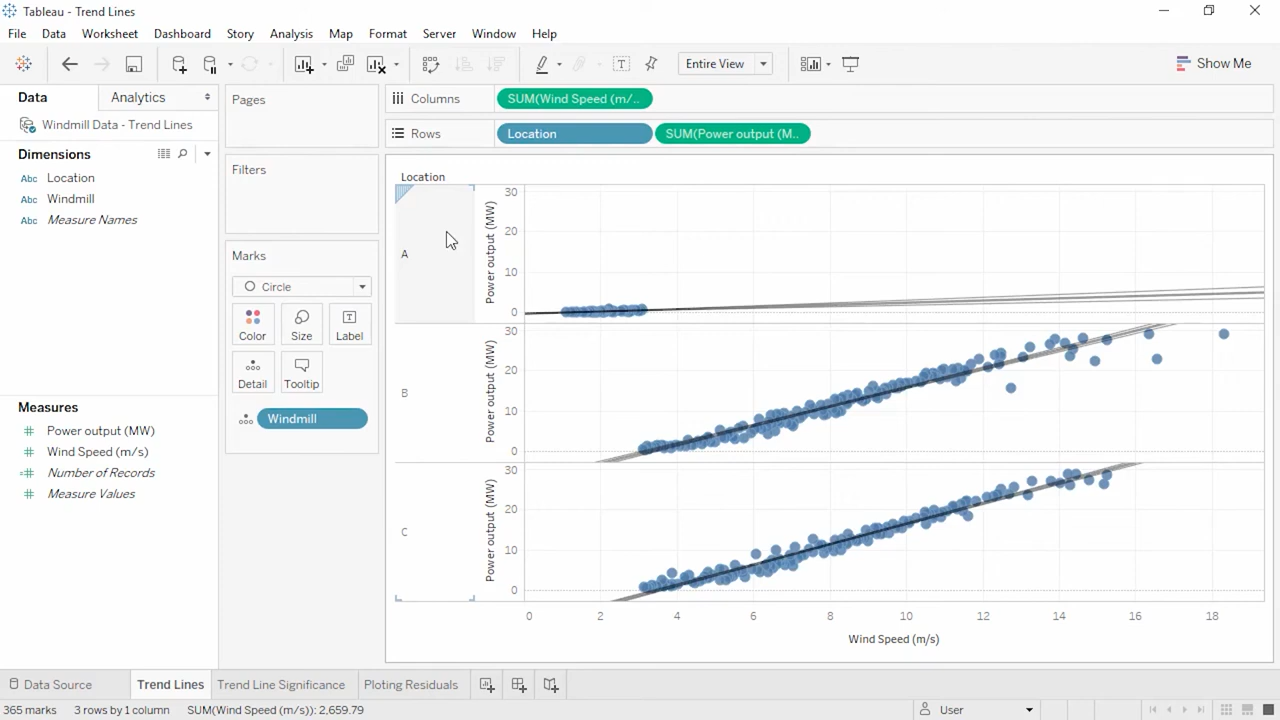 Tableau - Trend Lines
File Data Worksheet Dashboard Story Analysis Map Format Server Window Help
Entire View
Show Me
Data
Analytics
Windmill Data - Trend Lines
Dimensions
Abc Location
Abc Windmill
Abc Measure Names
Measures
Power output (MW)
Wind Speed (m/s)
Number of Records
Measure Values
Pages
Filters
Marks
Circle
Color Size Label
Detail Tooltip
Windmill
Columns SUM(Wind Speed (m/..
Rows Location SUM(Power output (M..
Location
A
Power output (MW)
30
20
10
0
B
Power output (MW)
30
20
10
0
C
Power output (MW)
30
20
10
0
0 2 4 6 8 10 12 14 16 18
Wind Speed (m/s)
Data Source Trend Lines Trend Line Significance Ploting Residuals
365 marks 3 rows by 1 column SUM(Wind Speed (m/s)): 2,659.79 User